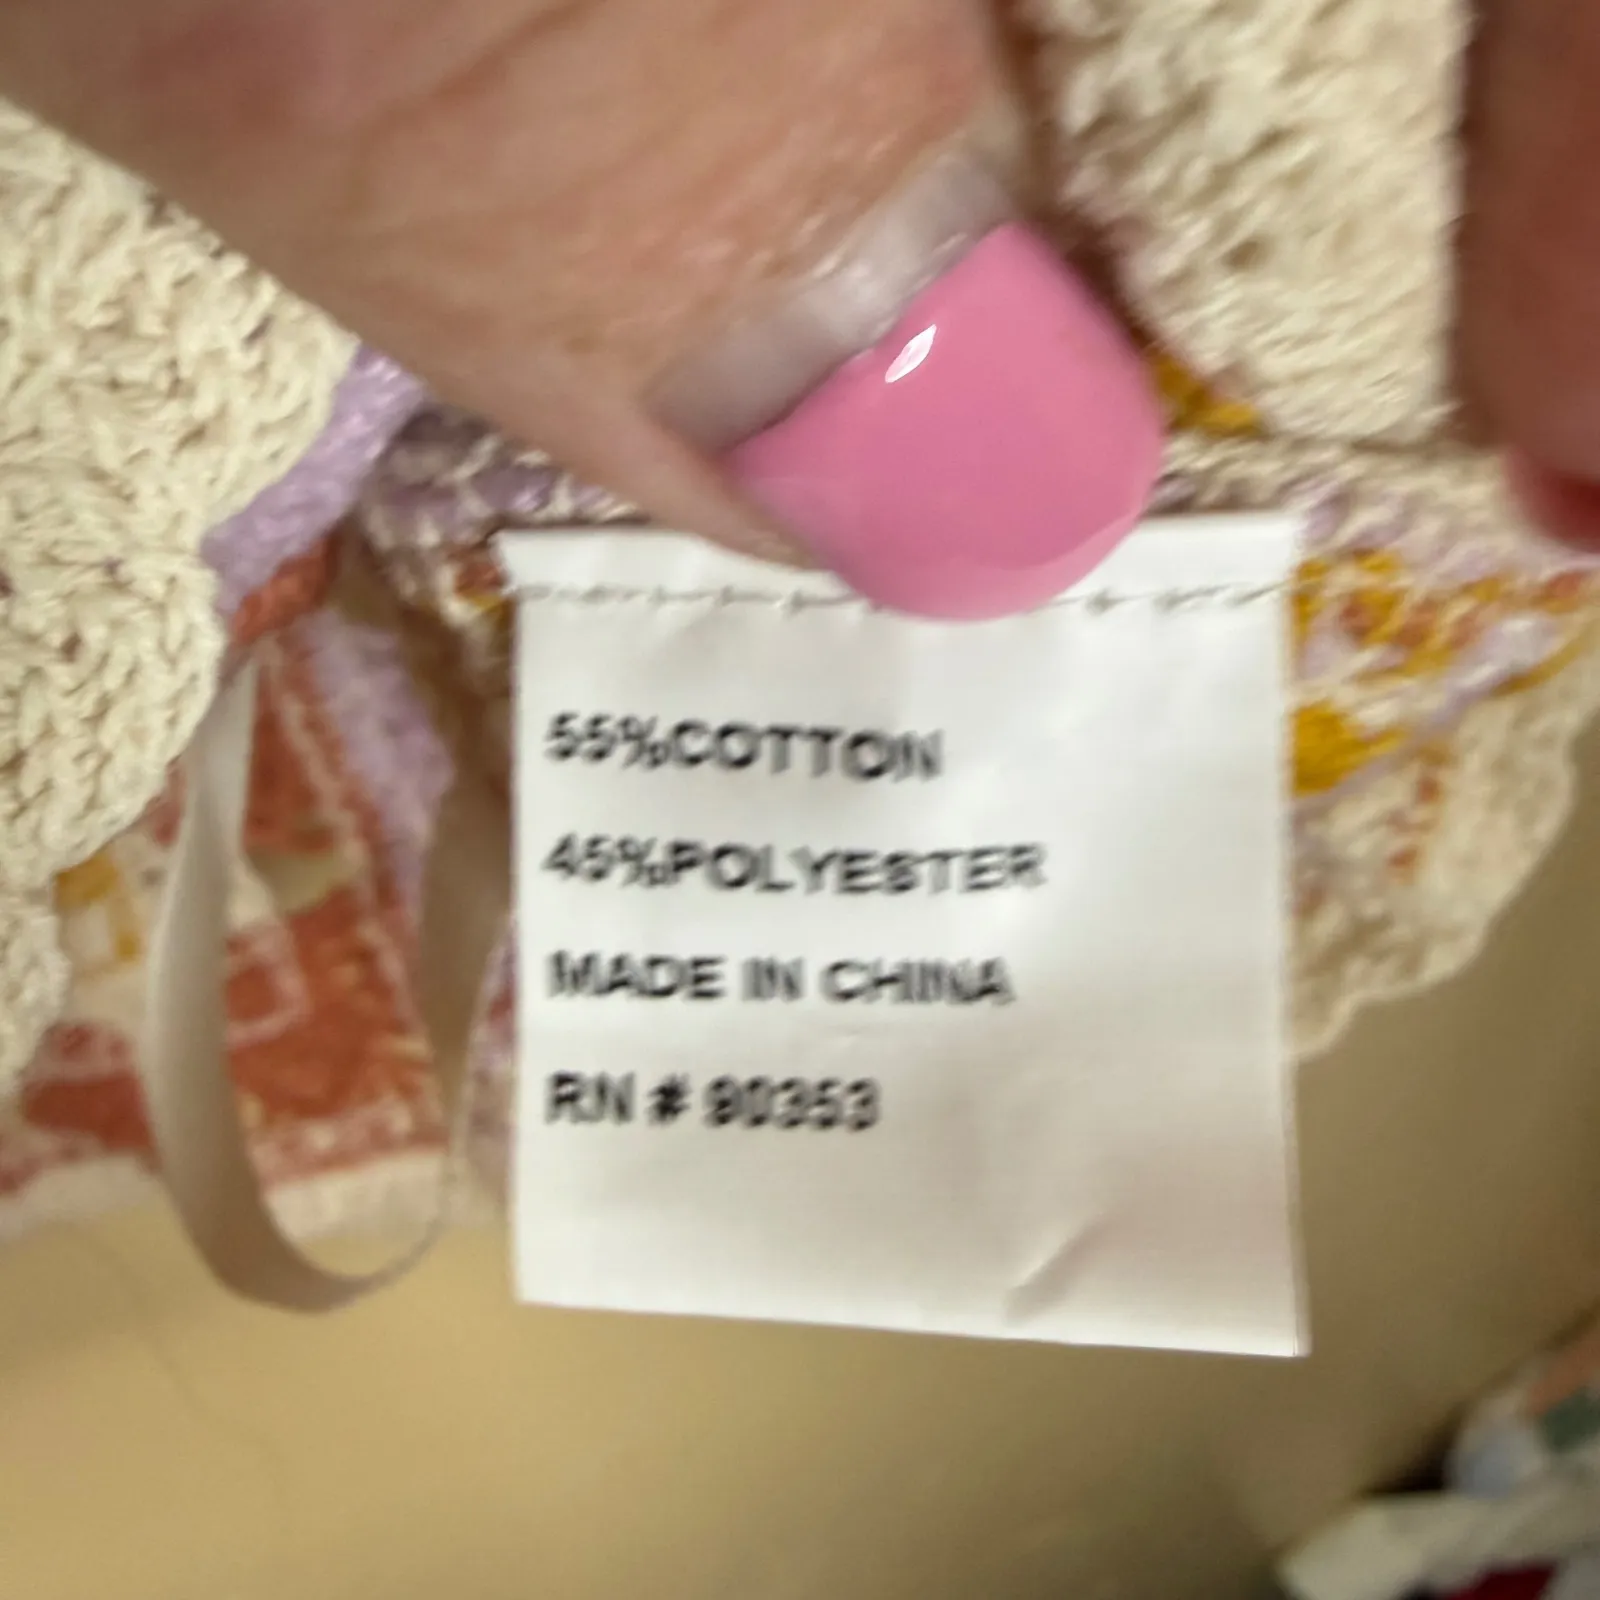 55%COTTON
45%POLYESTER
MADE IN CHINA
RN # 90353